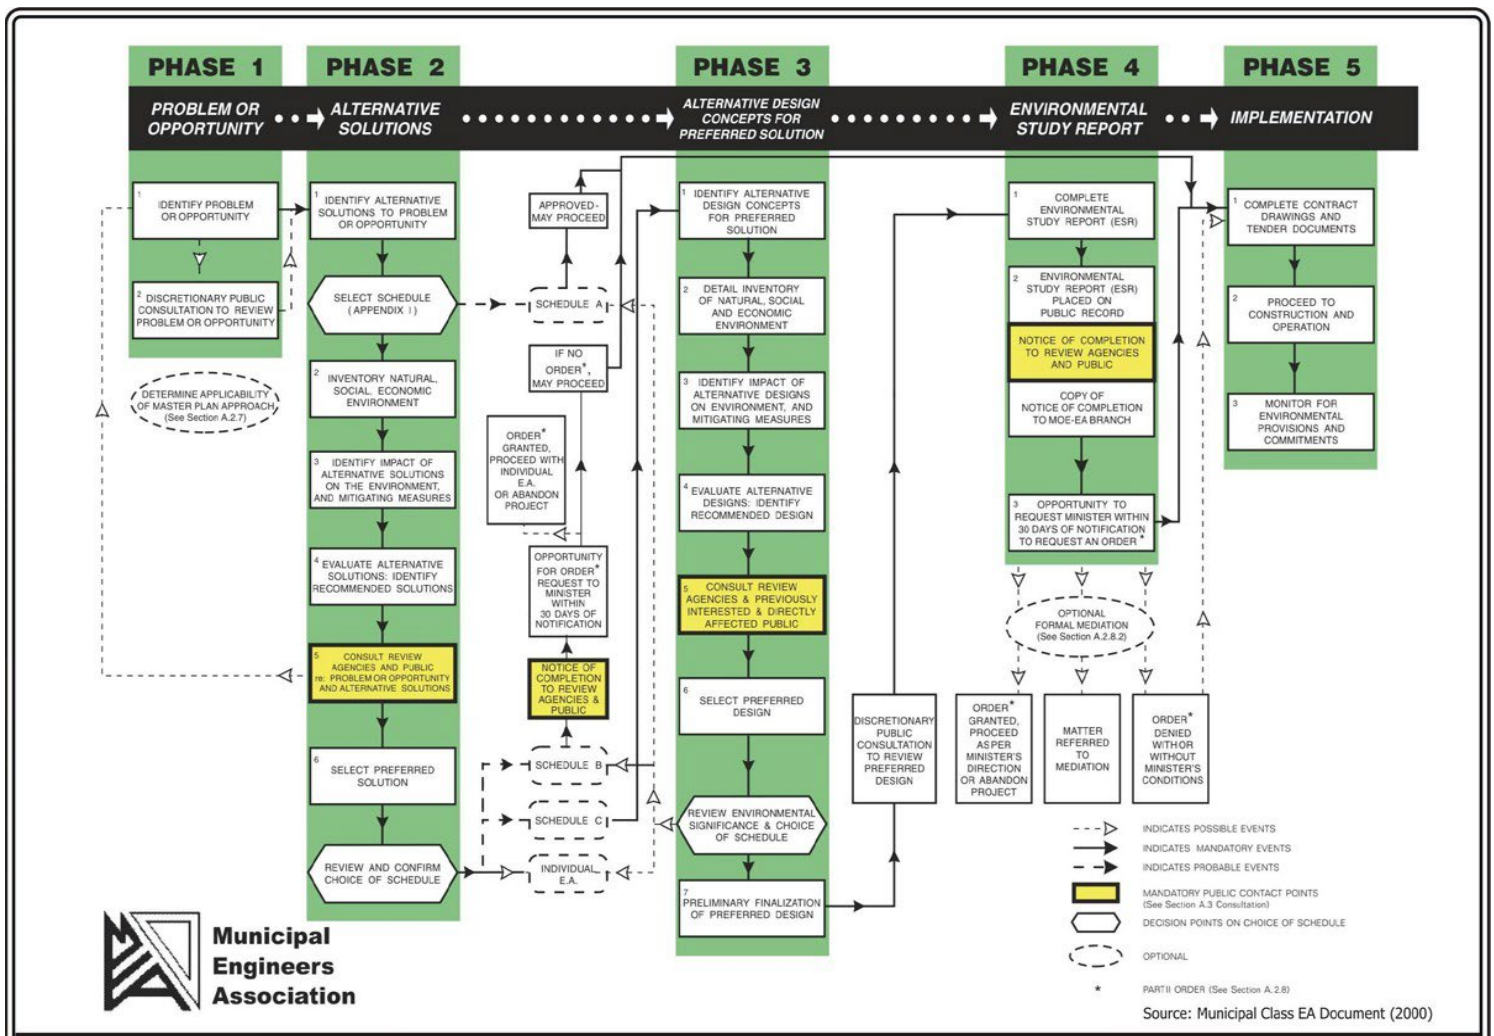 PHASE 1
PROBLEM OR
OPPORTUNITY
1
IDENTIFY PROBLEM
OR OPPORTUNITY
2
DISCRETIONARY PUBLIC
CONSULTATION TO REVIEW
PROBLEM OR OPPORTUNITY
DETERMINE APPLICABILITY
OF MASTER PLAN APPROACH
(See Section A.2.7)
PHASE 2
ALTERNATIVE
SOLUTIONS
1
IDENTIFY ALTERNATIVE
SOLUTIONS TO PROBLEM
OR OPPORTUNITY
SELECT SCHEDULE
(APPENDIX I)
2
INVENTORY NATURAL,
SOCIAL, ECONOMIC
ENVIRONMENT
3
IDENTIFY IMPACT OF
ALTERNATIVE SOLUTIONS
ON THE ENVIRONMENT,
AND MITIGATING MEASURES
4
EVALUATE ALTERNATIVE
SOLUTIONS: IDENTIFY
RECOMMENDED SOLUTIONS
5
CONSULT REVIEW
AGENCIES AND PUBLIC
re: PROBLEM OR OPPORTUNITY
AND ALTERNATIVE SOLUTIONS
6
SELECT PREFERRED
SOLUTION
REVIEW AND CONFIRM
CHOICE OF SCHEDULE
APPROVED-
MAY PROCEED
SCHEDULE A
IF NO
ORDER*,
MAY PROCEED
ORDER*
GRANTED,
PROCEED WITH
INDIVIDUAL
E.A.
OR ABANDON
PROJECT
OPPORTUNITY
FOR ORDER*
REQUEST TO
MINISTER
WITHIN
30 DAYS OF
NOTIFICATION
NOTICE OF
COMPLETION
TO REVIEW
AGENCIES &
PUBLIC
SCHEDULE B
SCHEDULE C
INDIVIDUAL
E.A.
PHASE 3
ALTERNATIVE DESIGN
CONCEPTS FOR
PREFERRED SOLUTION
1
IDENTIFY ALTERNATIVE
DESIGN CONCEPTS
FOR PREFERRED
SOLUTION
2
DETAIL INVENTORY
OF NATURAL, SOCIAL
AND ECONOMIC
ENVIRONMENT
3
IDENTIFY IMPACT OF
ALTERNATIVE DESIGNS
ON ENVIRONMENT, AND
MITIGATING MEASURES
4
EVALUATE ALTERNATIVE
DESIGNS: IDENTIFY
RECOMMENDED DESIGN
5
CONSULT REVIEW
AGENCIES & PREVIOUSLY
INTERESTED & DIRECTLY
AFFECTED PUBLIC
6
SELECT PREFERRED
DESIGN
REVIEW ENVIRONMENTAL
SIGNIFICANCE & CHOICE
OF SCHEDULE
7
PRELIMINARY FINALIZATION
OF PREFERRED DESIGN
DISCRETIONARY
PUBLIC
CONSULTATION
TO REVIEW
PREFERRED
DESIGN
PHASE 4
ENVIRONMENTAL
STUDY REPORT
1
COMPLETE
ENVIRONMENTAL
STUDY REPORT (ESR)
2
ENVIRONMENTAL
STUDY REPORT (ESR)
PLACED ON
PUBLIC RECORD
NOTICE OF COMPLETION
TO REVIEW AGENCIES
AND PUBLIC
COPY OF
NOTICE OF COMPLETION
TO MOE-EA BRANCH
3
OPPORTUNITY TO
REQUEST MINISTER WITHIN
30 DAYS OF NOTIFICATION
TO REQUEST AN ORDER*
OPTIONAL
FORMAL MEDIATION
(See Section A.2.8.2)
ORDER*
GRANTED,
PROCEED
AS PER
MINISTER'S
DIRECTION
OR ABANDON
PROJECT
MATTER
REFERRED
TO
MEDIATION
ORDER*
DENIED
WITH OR
WITHOUT
MINISTER'S
CONDITIONS
PHASE 5
IMPLEMENTATION
1
COMPLETE CONTRACT
DRAWINGS AND
TENDER DOCUMENTS
2
PROCEED TO
CONSTRUCTION AND
OPERATION
3
MONITOR FOR
ENVIRONMENTAL
PROVISIONS AND
COMMITMENTS
INDICATES POSSIBLE EVENTS
INDICATES MANDATORY EVENTS
INDICATES PROBABLE EVENTS
MANDATORY PUBLIC CONTACT POINTS
(See Section A.3 Consultation)
DECISION POINTS ON CHOICE OF SCHEDULE
OPTIONAL
* PART II ORDER (See Section A.2.8)
MEA
Municipal
Engineers
Association
Source: Municipal Class EA Document (2000)